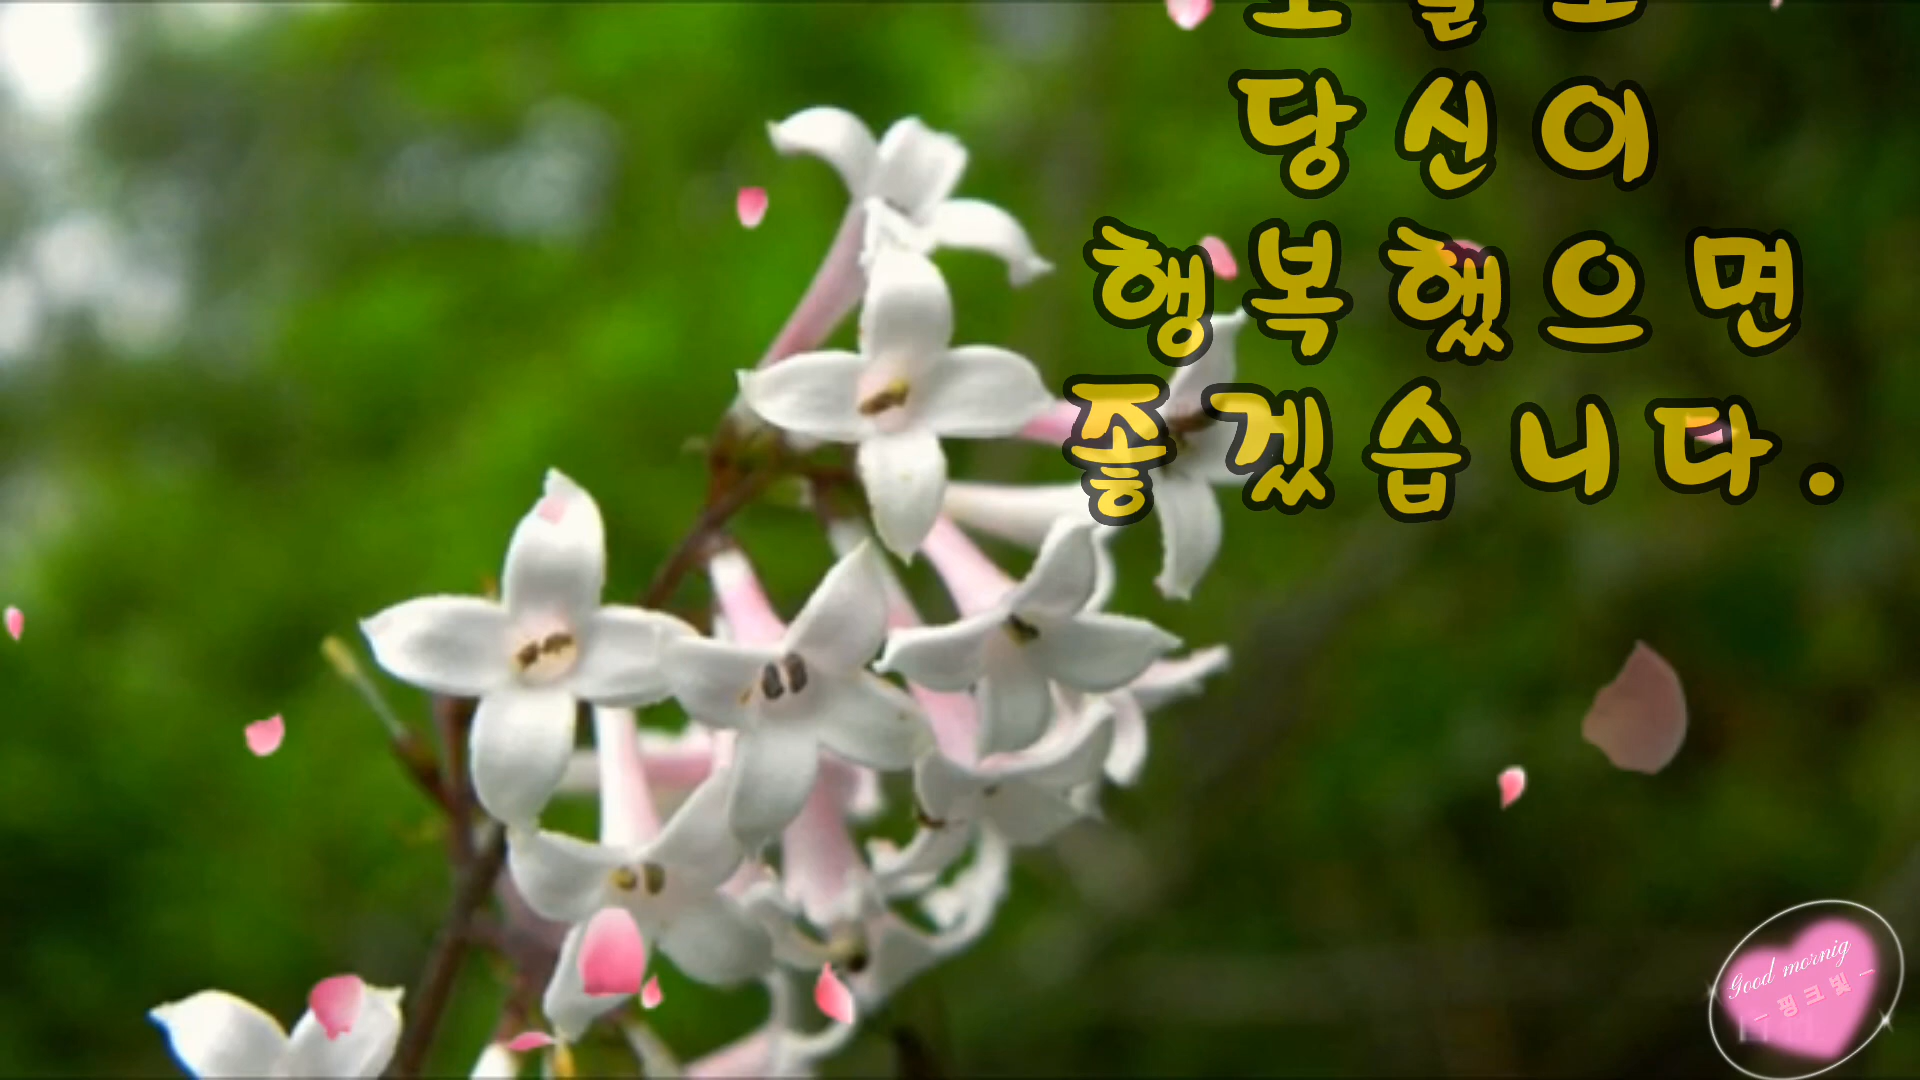 당신이
행복했으면
좋겠습니다.
Good mornig
– 핑크빛 –